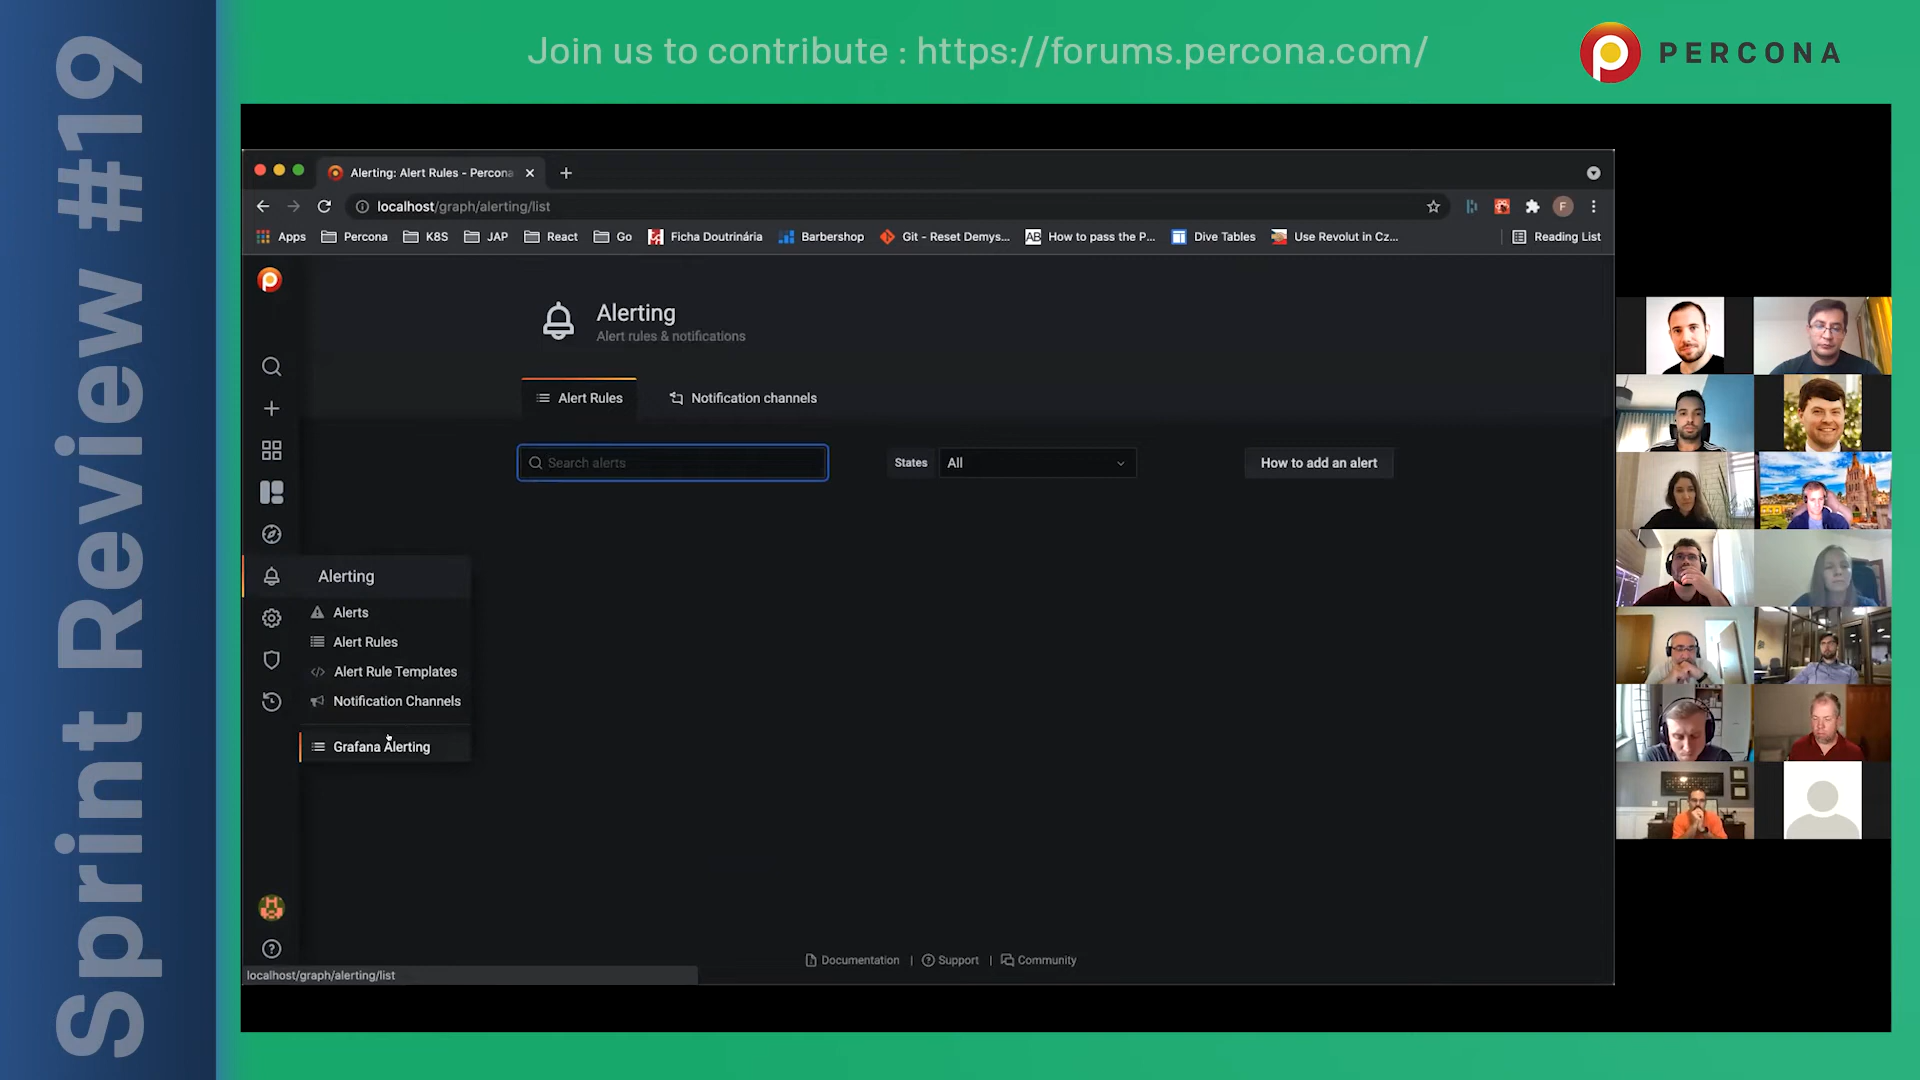 Sprint Review #19
Join us to contribute : https://forums.percona.com/
PERCONA
Alerting: Alert Rules - Percona
localhost/graph/alerting/list
F
Apps
Percona
K8S
JAP
React
Go
Ficha Doutrinária
Barbershop
Git - Reset Demys...
AB
How to pass the P...
Dive Tables
Use Revolut in Cz...
Reading List
Alerting
Alert rules & notifications
Alert Rules
Notification channels
Search alerts
States
All
How to add an alert
Alerting
Alerts
Alert Rules
Alert Rule Templates
Notification Channels
Grafana Alerting
Documentation | Support | Community
localhost/graph/alerting/list